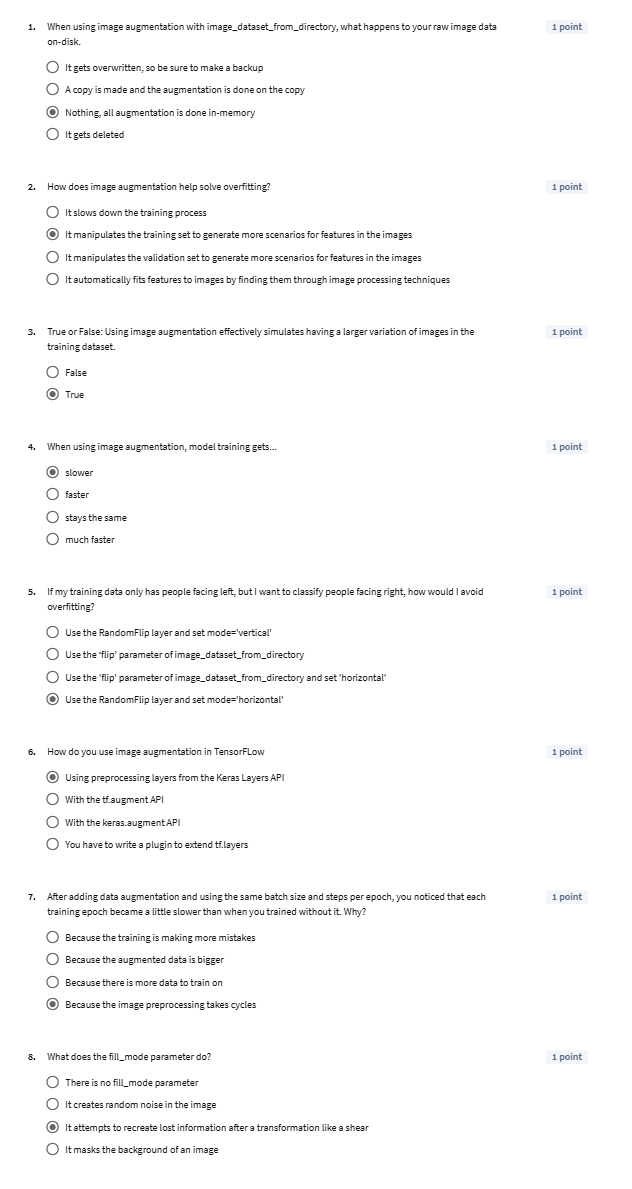 1. When using image augmentation with image_dataset_from_directory, what happens to your raw image data 1 point
on-disk.
It gets overwritten, so be sure to make a backup
A copy is made and the augmentation is done on the copy
Nothing, all augmentation is done in-memory
It gets deleted
2. How does image augmentation help solve overfitting? 1 point
It slows down the training process
It manipulates the training set to generate more scenarios for features in the images
It manipulates the validation set to generate more scenarios for features in the images
It automatically fits features to images by finding them through image processing techniques
3. True or False: Using image augmentation effectively simulates having a larger variation of images in the 1 point
training dataset.
False
True
4. When using image augmentation, model training gets... 1 point
slower
faster
stays the same
much faster
5. If my training data only has people facing left, but I want to classify people facing right, how would I avoid 1 point
overfitting?
Use the RandomFlip layer and set mode='vertical'
Use the 'flip' parameter of image_dataset_from_directory
Use the 'flip' parameter of image_dataset_from_directory and set 'horizontal'
Use the RandomFlip layer and set mode='horizontal'
6. How do you use image augmentation in TensorFLow 1 point
Using preprocessing layers from the Keras Layers API
With the tf.augment API
With the keras.augment API
You have to write a plugin to extend tf.layers
7. After adding data augmentation and using the same batch size and steps per epoch, you noticed that each 1 point
training epoch became a little slower than when you trained without it. Why?
Because the training is making more mistakes
Because the augmented data is bigger
Because there is more data to train on
Because the image preprocessing takes cycles
8. What does the fill_mode parameter do? 1 point
There is no fill_mode parameter
It creates random noise in the image
It attempts to recreate lost information after a transformation like a shear
It masks the background of an image